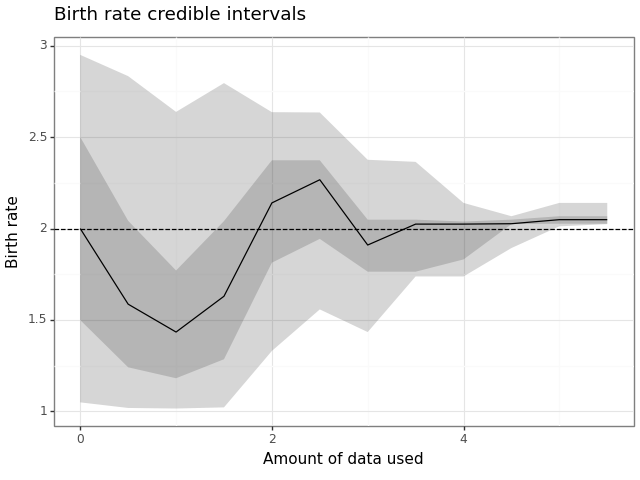 Birth rate credible intervals
3
2.5
2
1.5
1
Birth rate
0
2
4
Amount of data used